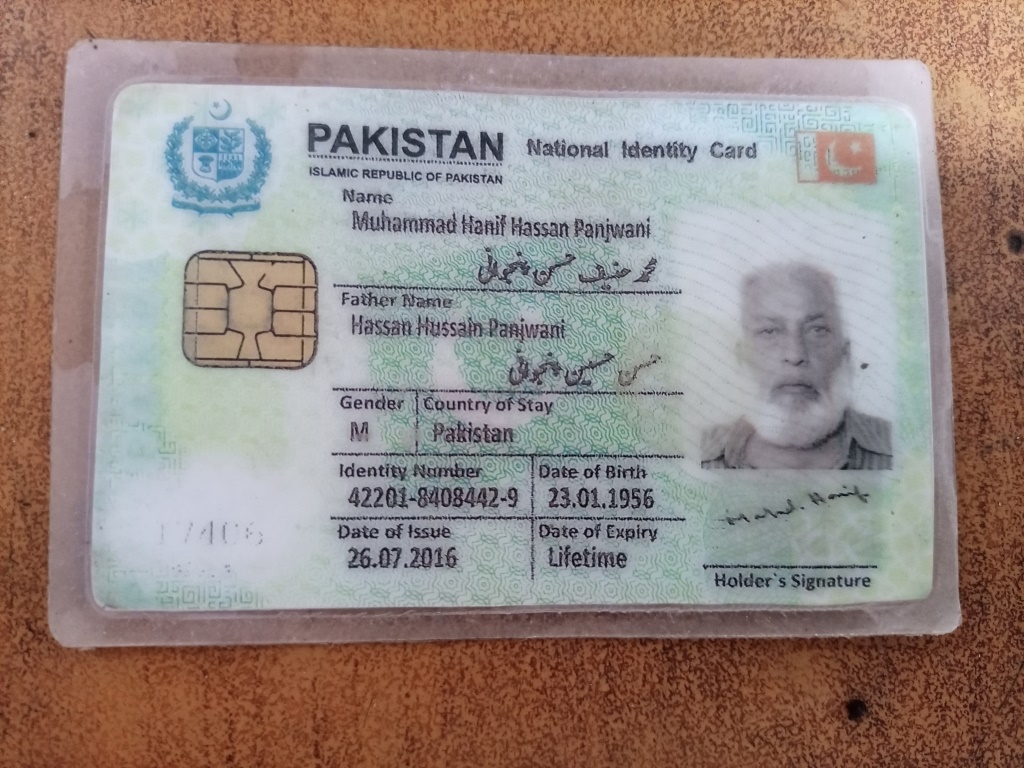 PAKISTAN National Identity Card
ISLAMIC REPUBLIC OF PAKISTAN
Name
Muhammad Hanif Hassan Panjwani
محمد حنیف حسن پنجوانی
Father Name
Hassan Hussain Panjwani
حسن حسین پنجوانی
Gender Country of Stay
M Pakistan
Identity Number Date of Birth
42201-8408442-9 23.01.1956
Date of Issue Date of Expiry
26.07.2016 Lifetime
17406
Mohd. Hanif
Holder`s Signature